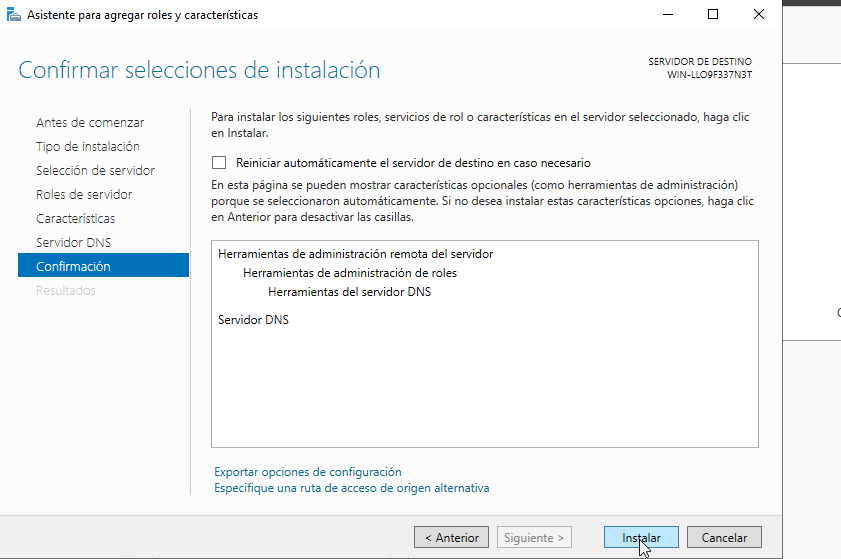 Asistente para agregar roles y características
Confirmar selecciones de instalación
SERVIDOR DE DESTINO
WIN-LLO9F337N3T
Antes de comenzar
Tipo de instalación
Selección de servidor
Roles de servidor
Características
Servidor DNS
Confirmación
Resultados
Para instalar los siguientes roles, servicios de rol o características en el servidor seleccionado, haga clic
en Instalar.
Reiniciar automáticamente el servidor de destino en caso necesario
En esta página se pueden mostrar características opcionales (como herramientas de administración)
porque se seleccionaron automáticamente. Si no desea instalar estas características opciones, haga clic
en Anterior para desactivar las casillas.
Herramientas de administración remota del servidor
Herramientas de administración de roles
Herramientas del servidor DNS
Servidor DNS
Exportar opciones de configuración
Especifique una ruta de acceso de origen alternativa
< Anterior
Siguiente >
Instalar
Cancelar